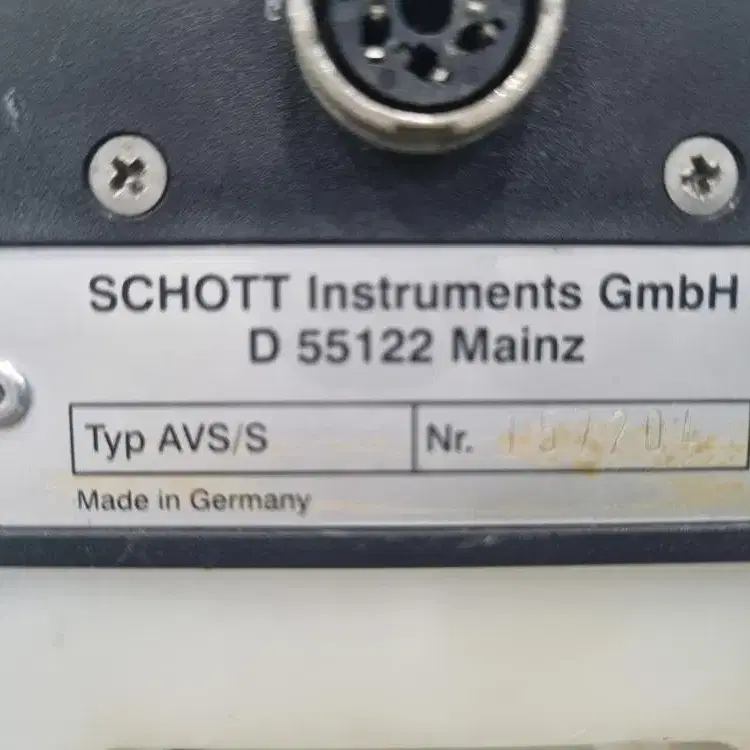 SCHOTT Instruments GmbH
D 55122 Mainz
Typ AVS/S
Nr.
Made in Germany